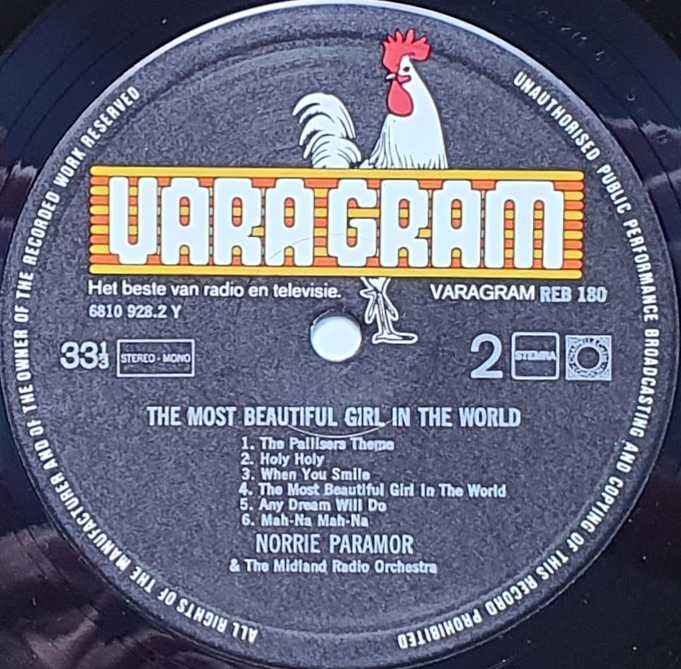 VARAGRAM
Het beste van radio en televisie.
VARAGRAM REB 180
6810 928.2 Y
33⅓
STEREO-MONO
2
STEMRA
THE MOST BEAUTIFUL GIRL IN THE WORLD
1. The Pallisers Theme
2. Holy Holy
3. When You Smile
4. The Most Beautiful Girl In The World
5. Any Dream Will Do
6. Mah-Na Mah-Na
NORRIE PARAMOR
& The Midland Radio Orchestra
ALL RIGHTS OF THE MANUFACTURER AND OF THE OWNER OF THE RECORDED WORK RESERVED
UNAUTHORISED PUBLIC PERFORMANCE BROADCASTING AND COPYING OF THIS RECORD PROHIBITED